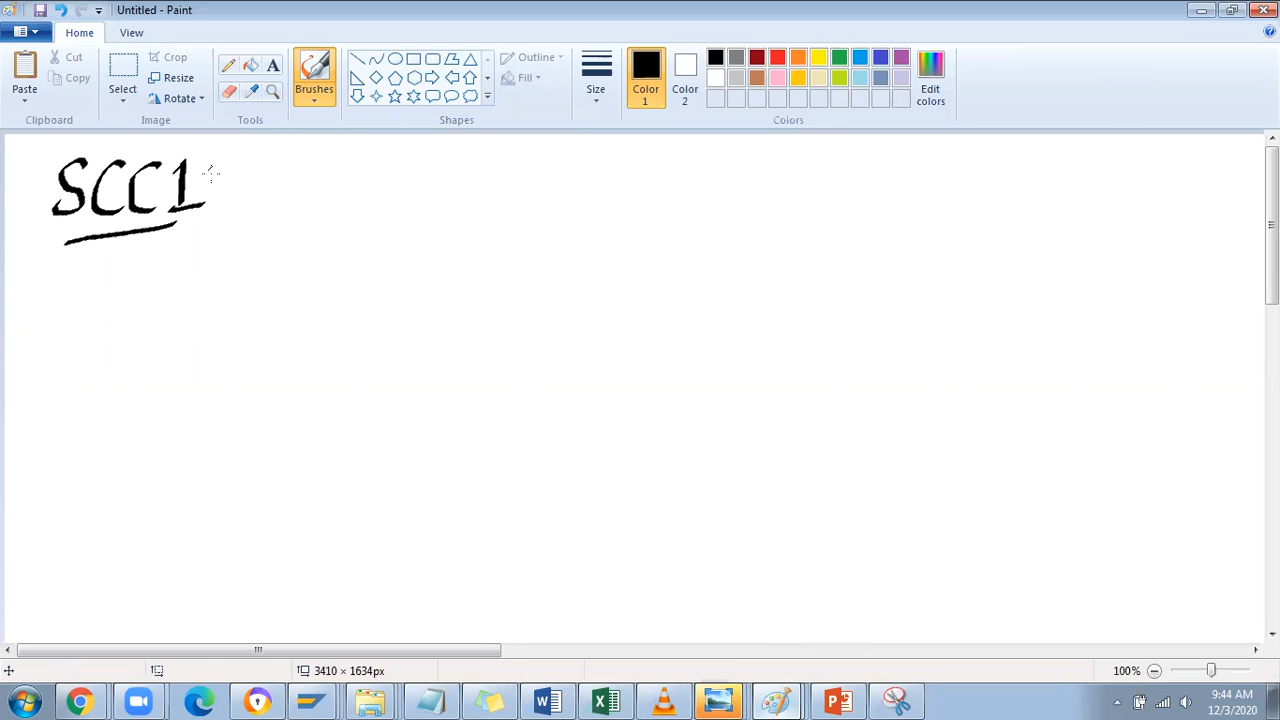 Untitled - Paint
Home View
Paste
Cut
Copy
Clipboard
Select
Crop
Resize
Rotate
Image
A
Tools
Brushes
Outline
Fill
Shapes
Size
Color 1
Color 2
Edit colors
Colors
SCC1
3410 × 1634px
100%
9:44 AM
12/3/2020